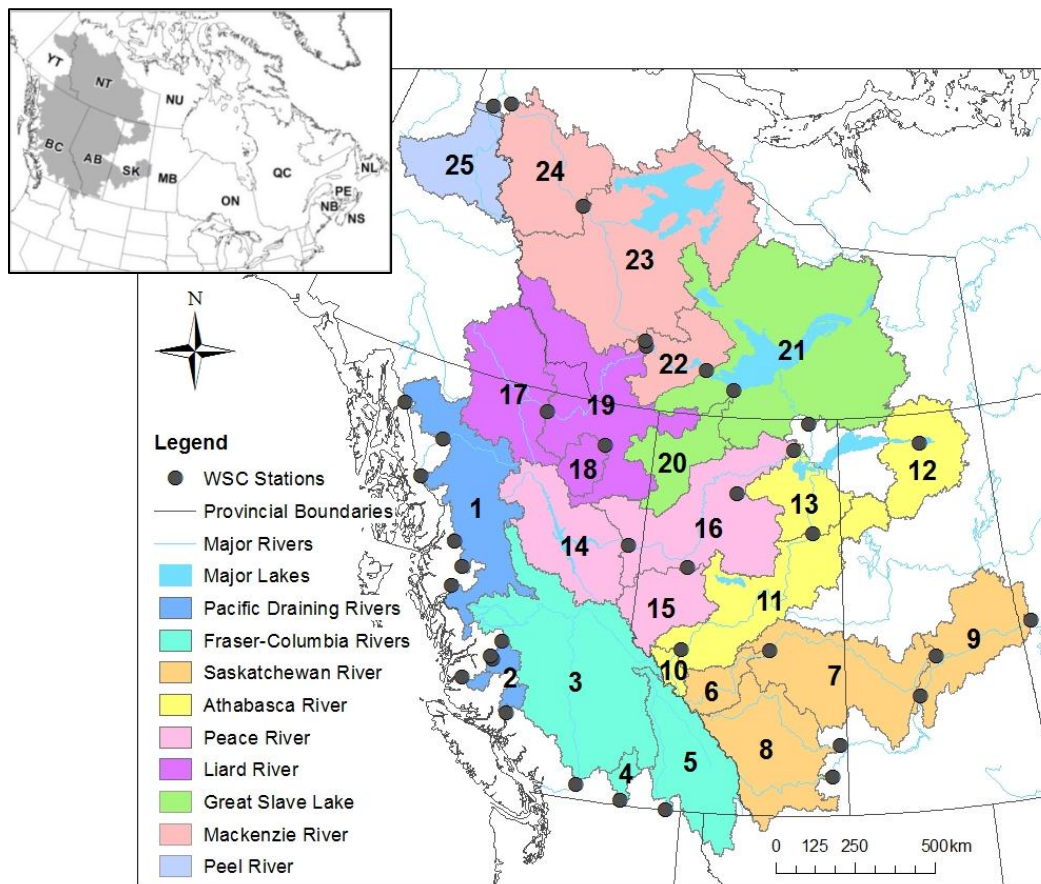 YT
NT
NU
BC
AB
SK
MB
ON
QC
NL
PE
NB
NS
N
25
24
23
22
21
17
19
18
20
12
13
1
14
16
15
11
10
9
2
3
6
7
8
4
5
Legend
WSC Stations
Provincial Boundaries
Major Rivers
Major Lakes
Pacific Draining Rivers
Fraser-Columbia Rivers
Saskatchewan River
Athabasca River
Peace River
Liard River
Great Slave Lake
Mackenzie River
Peel River
0 125 250 500km